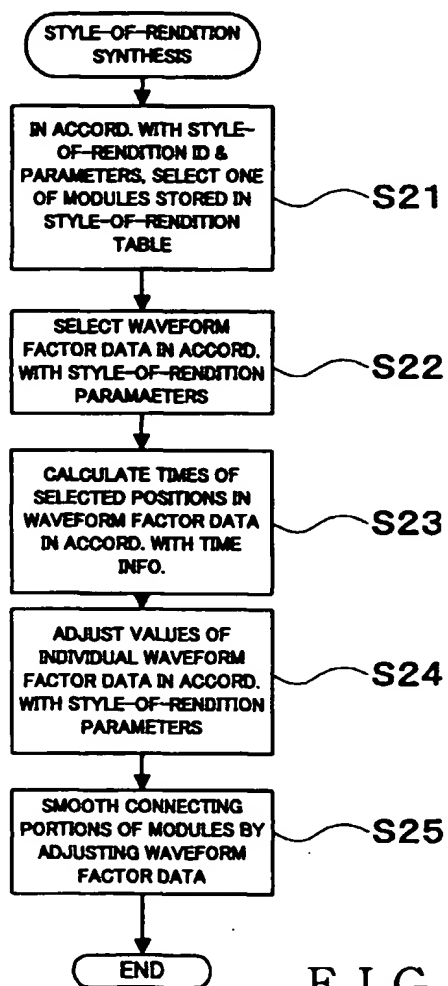 STYLE-OF-RENDITION
SYNTHESIS
IN ACCORD. WITH STYLE-
OF-RENDITION ID &
PARAMETERS, SELECT ONE
OF MODULES STORED IN
STYLE-OF-RENDITION
TABLE
S21
SELECT WAVEFORM
FACTOR DATA IN ACCORD.
WITH STYLE-OF-RENDITION
PARAMAETERS
S22
CALCULATE TIMES OF
SELECTED POSITIONS IN
WAVEFORM FACTOR DATA
IN ACCORD. WITH TIME
INFO.
S23
ADJUST VALUES OF
INDIVIDUAL WAVEFORM
FACTOR DATA IN ACCORD.
WITH STYLE-OF-RENDITION
PARAMETERS
S24
SMOOTH CONNECTING
PORTIONS OF MODULES BY
ADJUSTING WAVEFORM
FACTOR DATA
S25
END
FIG